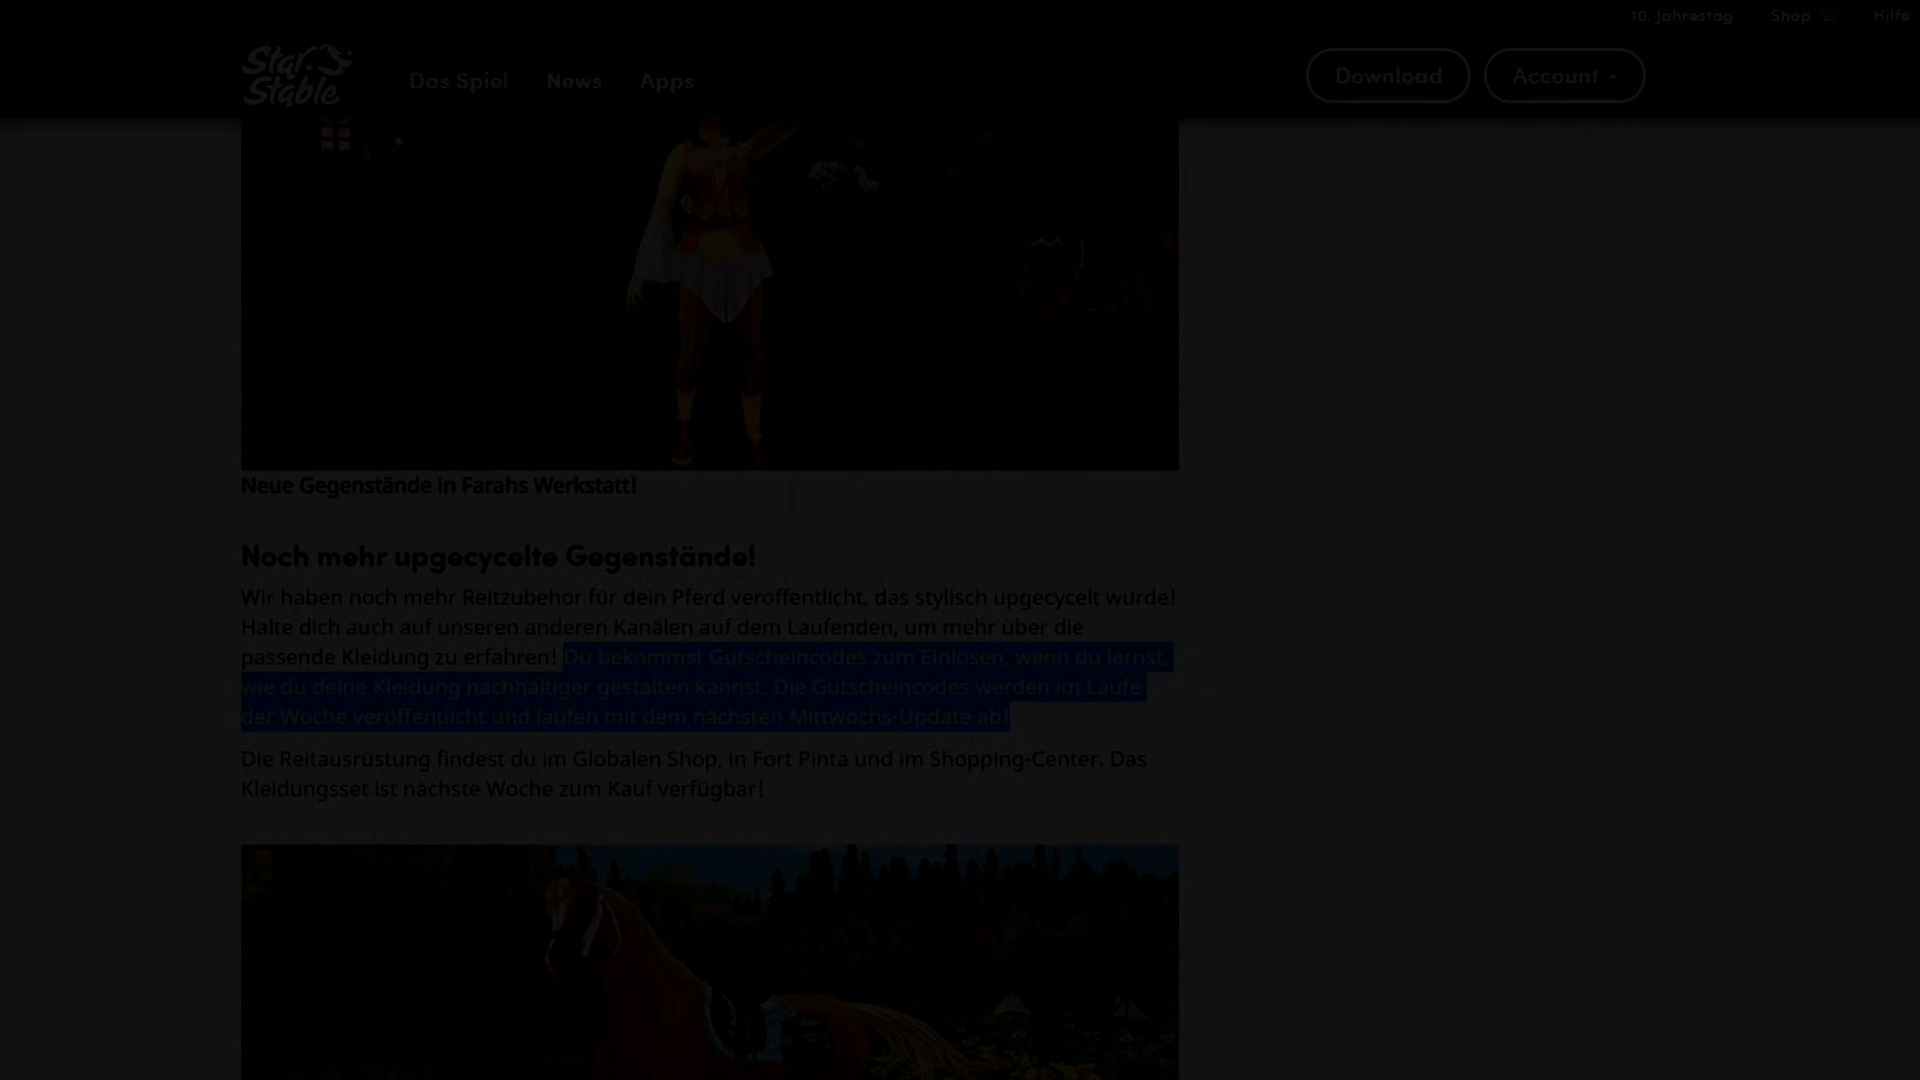 10. Jahrestag Shop Hilfe
Star Stable
Das Spiel News Apps Download Account
Neue Gegenstände in Farahs Werkstatt!
Noch mehr upgecycelte Gegenstände!
Wir haben noch mehr Reitzubehör für dein Pferd veröffentlicht, das stylisch upgecycelt wurde!
Halte dich auch auf unseren anderen Kanälen auf dem Laufenden, um mehr über die
passende Kleidung zu erfahren! Du bekommst Gutscheincodes zum Einlösen, wenn du lernst,
wie du deine Kleidung nachhaltiger gestalten kannst. Die Gutscheincodes werden im Laufe
der Woche veröffentlicht und laufen mit dem nächsten Mittwochs-Update ab!
Die Reitausrüstung findest du im Globalen Shop, in Fort Pinta und im Shopping-Center. Das
Kleidungsset ist nächste Woche zum Kauf verfügbar!